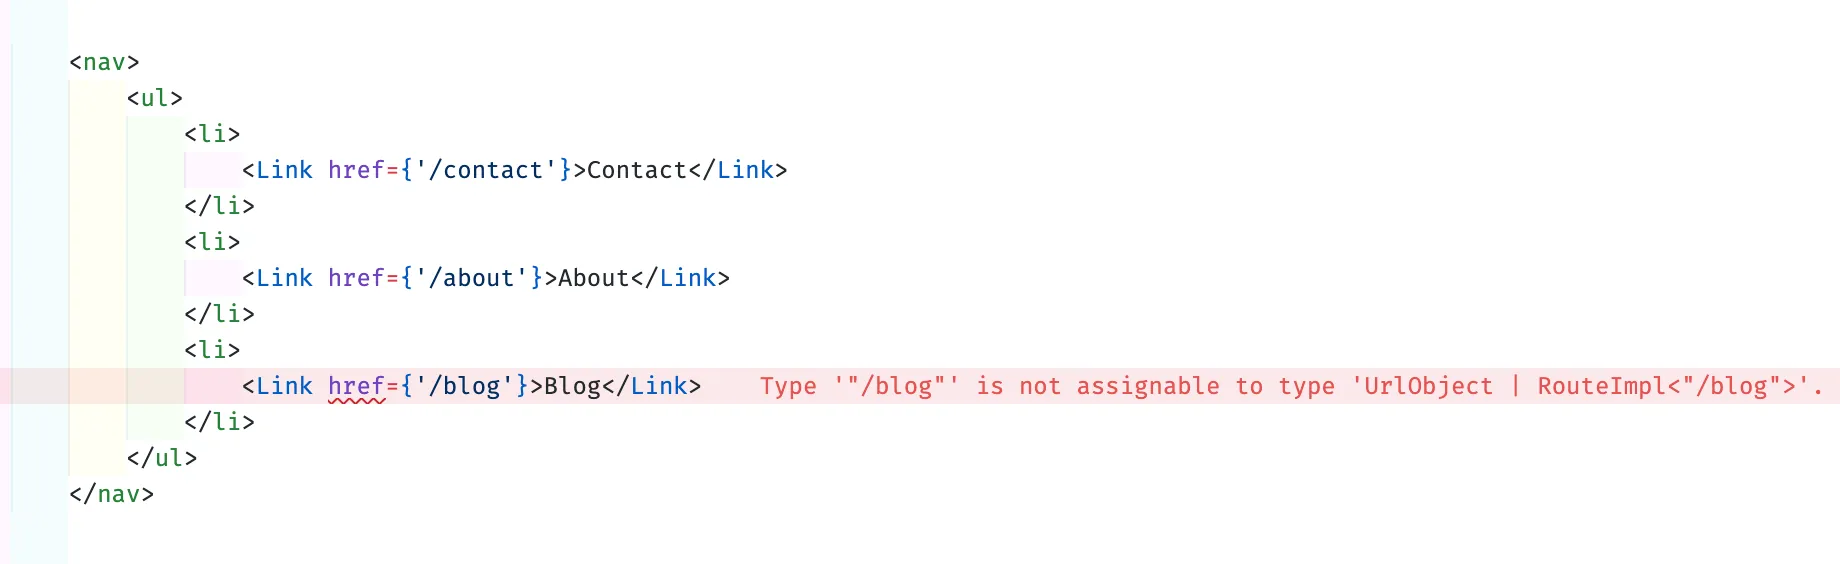 <nav>
<ul>
<li>
<Link href={'/contact'}>Contact</Link>
</li>
<li>
<Link href={'/about'}>About</Link>
</li>
<li>
<Link href={'/blog'}>Blog</Link> Type '"/blog"' is not assignable to type 'UrlObject | RouteImpl<"/blog">'.
</li>
</ul>
</nav>